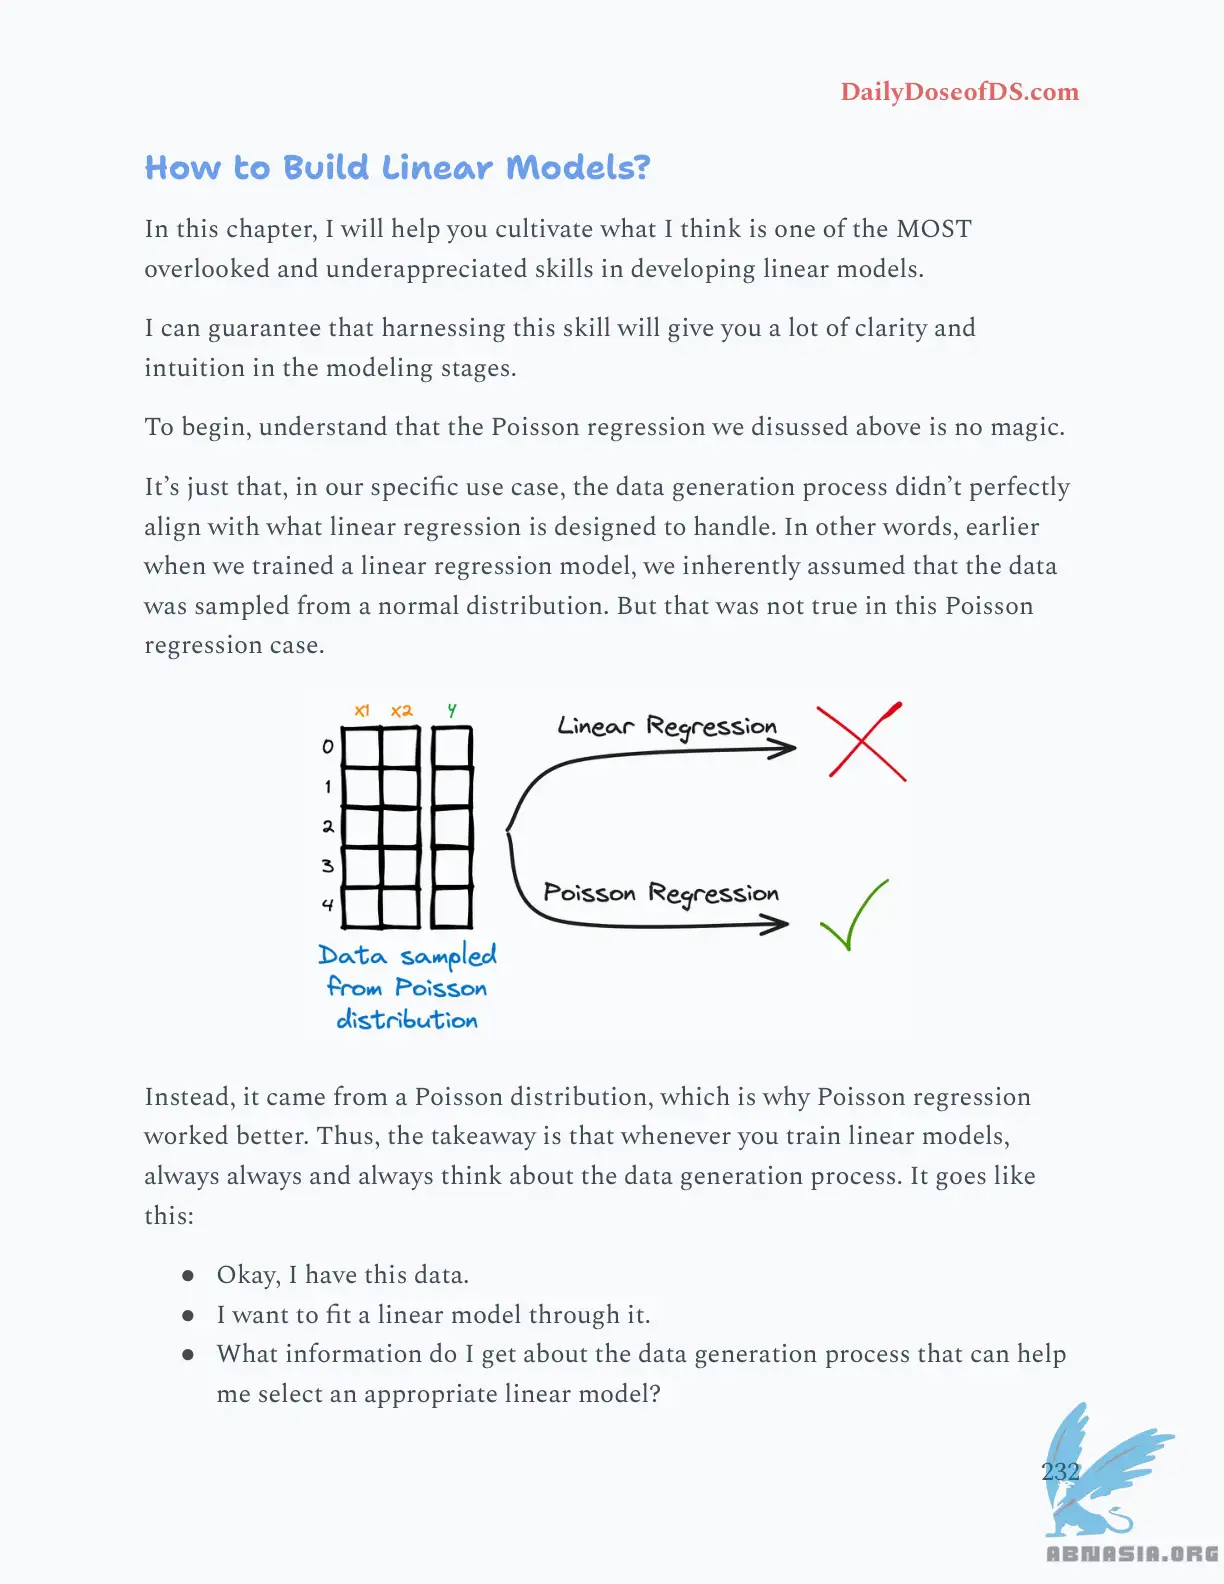 DailyDoseofDS.com
How to Build Linear Models?
In this chapter, I will help you cultivate what I think is one of the MOST
overlooked and underappreciated skills in developing linear models.
I can guarantee that harnessing this skill will give you a lot of clarity and
intuition in the modeling stages.
To begin, understand that the Poisson regression we disussed above is no magic.
It’s just that, in our specific use case, the data generation process didn’t perfectly
align with what linear regression is designed to handle. In other words, earlier
when we trained a linear regression model, we inherently assumed that the data
was sampled from a normal distribution. But that was not true in this Poisson
regression case.
x1 x2 y
0
1
2
3
4
Linear Regression
Poisson Regression
Data sampled
from Poisson
distribution
Instead, it came from a Poisson distribution, which is why Poisson regression
worked better. Thus, the takeaway is that whenever you train linear models,
always always and always think about the data generation process. It goes like
this:
● Okay, I have this data.
● I want to fit a linear model through it.
● What information do I get about the data generation process that can help
me select an appropriate linear model?
232
ABNASIA.ORG